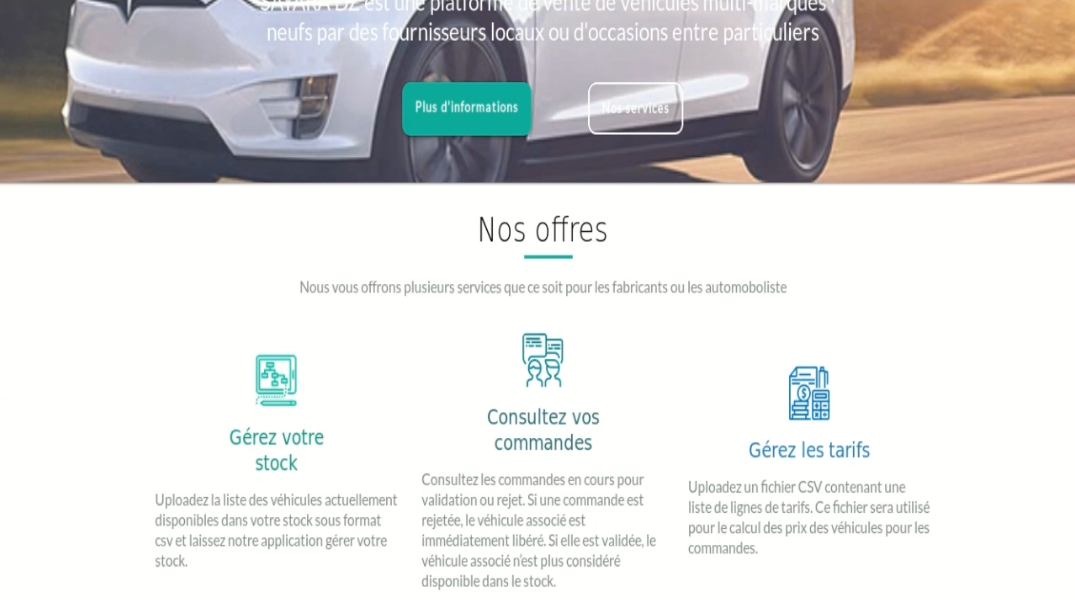 est une plateforme de vente de véhicules multi-marques
neufs par des fournisseurs locaux ou d'occasions entre particuliers
Plus d'informations
Nos services
Nos offres
Nous vous offrons plusieurs services que ce soit pour les fabricants ou les automoboliste
Gérez votre
stock
Uploadez la liste des véhicules actuellement
disponibles dans votre stock sous format
csv et laissez notre application gérer votre
stock.
Consultez vos
commandes
Consultez les commandes en cours pour
validation ou rejet. Si une commande est
rejetée, le véhicule associé est
immédiatement libéré. Si elle est validée, le
véhicule associé n'est plus considéré
disponible dans le stock.
Gérez les tarifs
Uploadez un fichier CSV contenant une
liste de lignes de tarifs. Ce fichier sera utilisé
pour le calcul des prix des véhicules pour les
commandes.